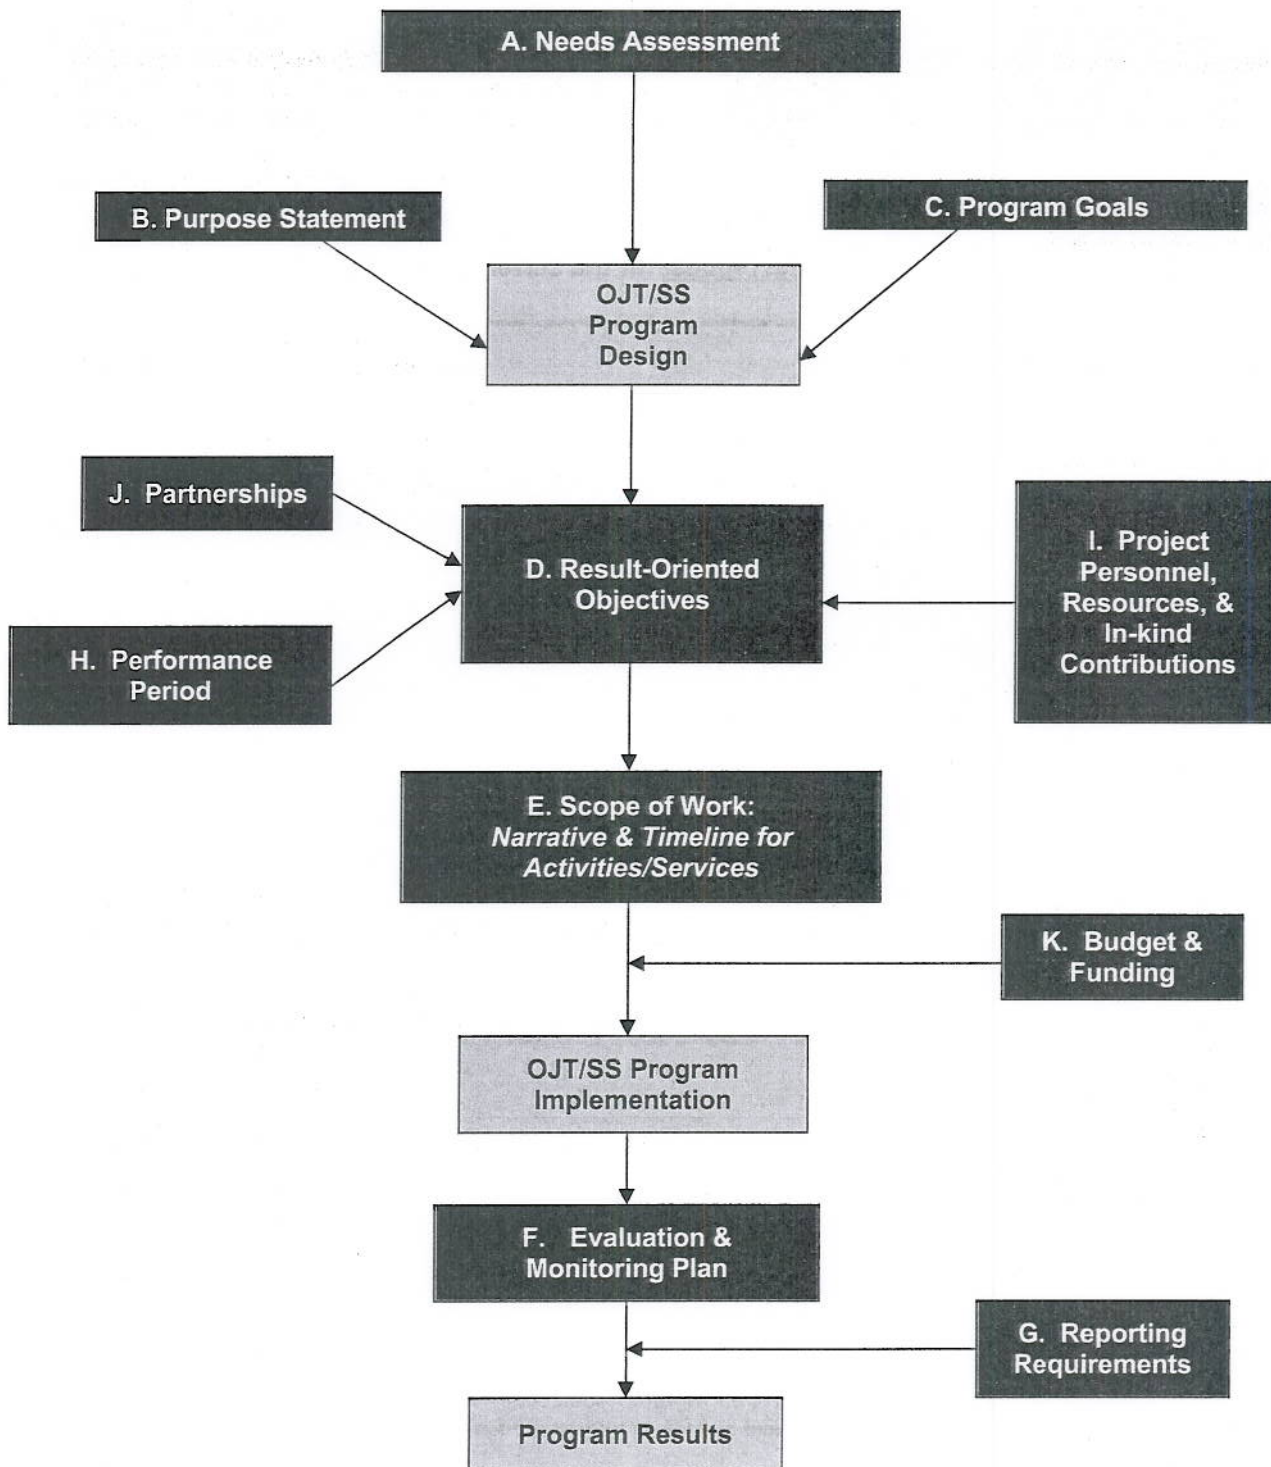 A. Needs Assessment
B. Purpose Statement
C. Program Goals
OJT/SS
Program
Design
J. Partnerships
D. Result-Oriented
Objectives
I. Project
Personnel,
Resources, &
In-kind
Contributions
H. Performance
Period
E. Scope of Work:
Narrative & Timeline for
Activities/Services
K. Budget &
Funding
OJT/SS Program
Implementation
F. Evaluation &
Monitoring Plan
G. Reporting
Requirements
Program Results